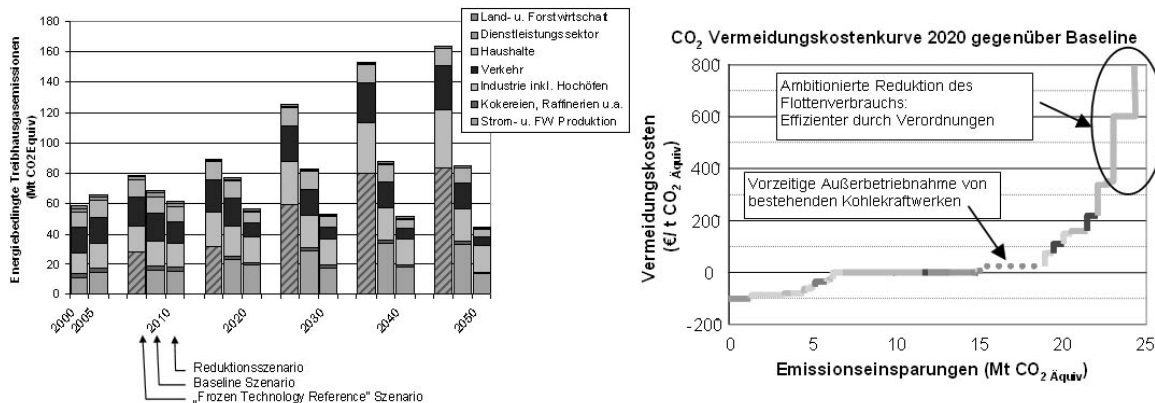 Energiebedingte Treibhausgasemissionen
(Mt CO2Equiv)
180
160
140
120
100
80
60
40
20
0
2000
2005
2010
2020
2030
2040
2050
Land- u. Forstwirtschaft
Dienstleistungssektor
Haushalte
Verkehr
Industrie inkl. Hochöfen
Kokereien, Raffinerien u.a.
Strom- u. FW Produktion
Reduktionsszenario
Baseline Szenario
„Frozen Technology Reference" Szenario
CO2 Vermeidungskostenkurve 2020 gegenüber Baseline
Vermeidungskosten
(€/ t CO2 Äquiv)
800
600
400
200
0
-200
Ambitionierte Reduktion des
Flottenverbrauchs:
Effizienter durch Verordnungen
Vorzeitige Außerbetriebnahme von
bestehenden Kohlekraftwerken
0
5
10
15
20
25
Emissionseinsparungen (Mt CO2 Äquiv)